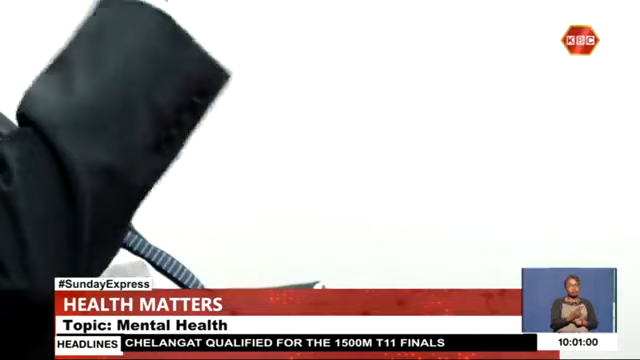 KBC
#SundayExpress
HEALTH MATTERS
Topic: Mental Health
HEADLINES CHELANGAT QUALIFIED FOR THE 1500M T11 FINALS
10:01:00